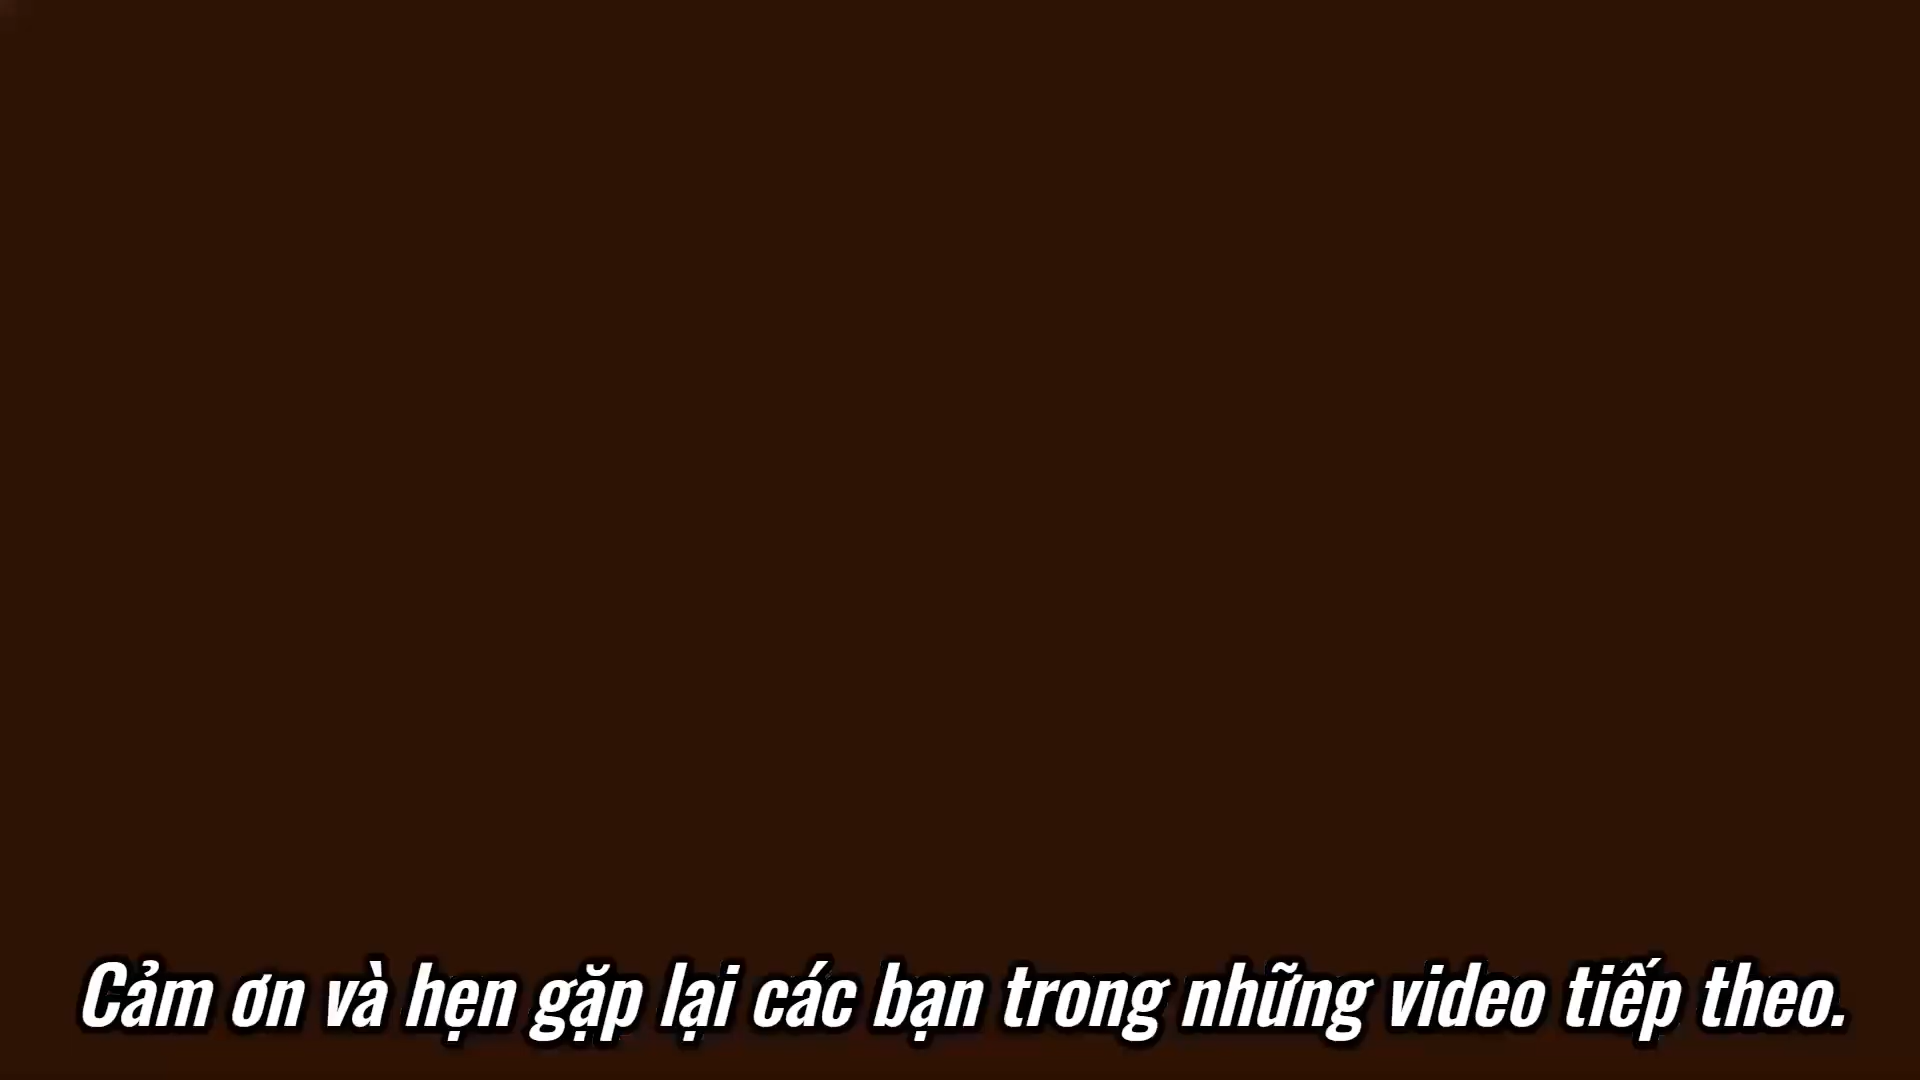 Cảm ơn và hẹn gặp lại các bạn trong những video tiếp theo.